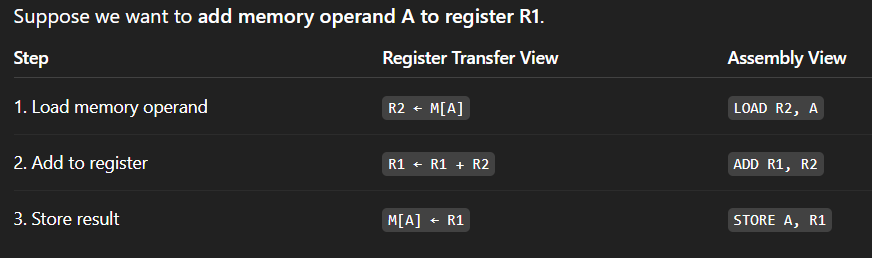 Suppose we want to add memory operand A to register R1.
Step Register Transfer View Assembly View
1. Load memory operand R2 ← M[A] LOAD R2, A
2. Add to register R1 ← R1 + R2 ADD R1, R2
3. Store result M[A] ← R1 STORE A, R1